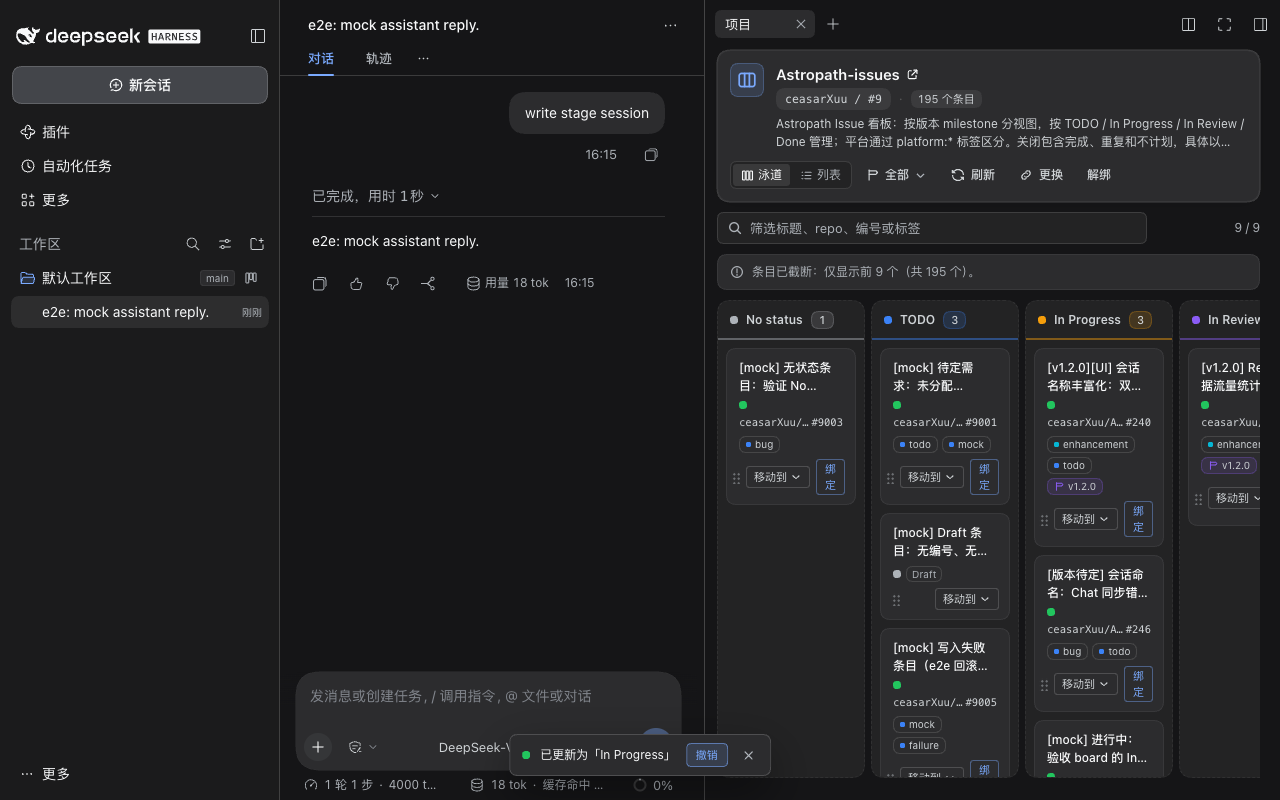 deepseek HARNESS
新会话
插件
自动化任务
更多
工作区
默认工作区 main
e2e: mock assistant reply. 刚刚
··· 更多
e2e: mock assistant reply. ···
对话 轨迹 ···
write stage session
16:15
已完成，用时 1 秒
e2e: mock assistant reply.
用量 18 tok 16:15
发消息或创建任务, / 调用指令, @ 文件或对话
DeepSeek-V
1 轮 1 步 · 4000 t... 18 tok · 缓存命中 ... 0%
已更新为「In Progress」 撤销
项目
Astropath-issues
ceasarXuu / #9 · 195 个条目
Astropath Issue 看板：按版本 milestone 分视图，按 TODO / In Progress / In Review /
Done 管理；平台通过 platform:* 标签区分。关闭包含完成、重复和不计划，具体以...
泳道 列表 全部 刷新 更换 解绑
筛选标题、repo、编号或标签 9 / 9
条目已截断：仅显示前 9 个（共 195 个）。
No status 1
[mock] 无状态条
目：验证 No...
ceasarXuu/… #9003
bug
移动到 绑
定
TODO 3
[mock] 待定需
求：未分配...
ceasarXuu/… #9001
todo mock
移动到 绑
定
[mock] Draft 条
目：无编号、无...
Draft
移动到
[mock] 写入失败
条目（e2e 回滚...
ceasarXuu/… #9005
mock
failure
移动到 绑
In Progress 3
[v1.2.0][UI] 会话
名称丰富化：双...
ceasarXuu/A… #240
enhancement
todo
v1.2.0
移动到 绑
定
[版本待定] 会话命
名：Chat 同步错...
ceasarXuu/A… #246
bug todo
移动到 绑
定
[mock] 进行中：
验收 board 的 In...
In Review
[v1.2.0] Re
据流量统计
ceasarXuu/
enhancem
v1.2.0
移动到